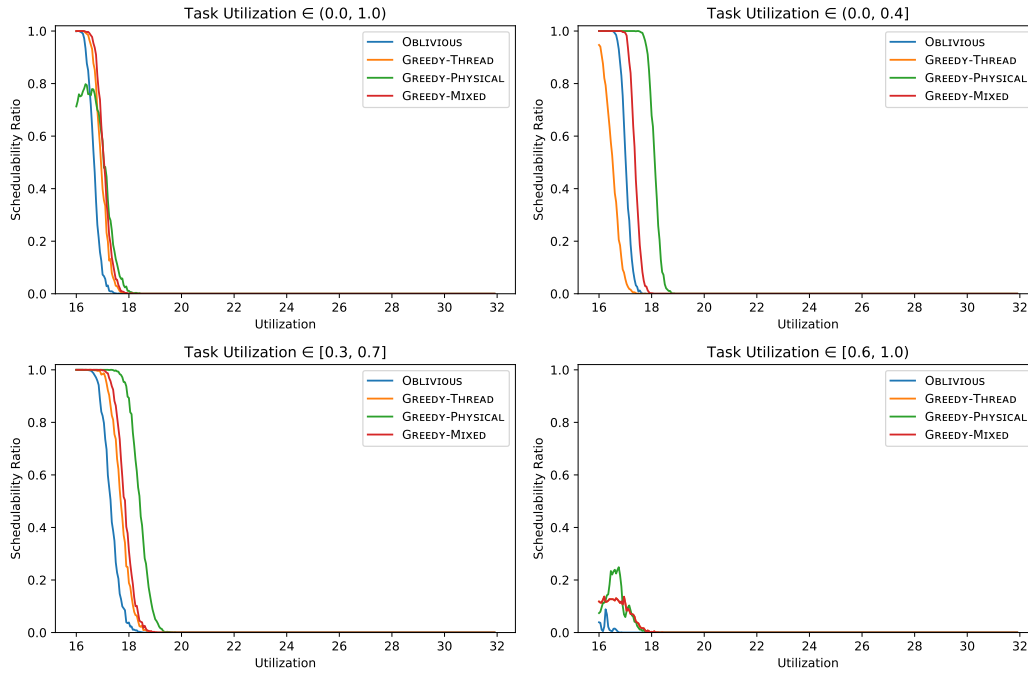 Task Utilization ∈ (0.0, 1.0)
1.0
0.8
0.6
0.4
0.2
0.0
Schedulability Ratio
Oblivious
Greedy-Thread
Greedy-Physical
Greedy-Mixed
16 18 20 22 24 26 28 30 32
Utilization
Task Utilization ∈ (0.0, 0.4]
1.0
0.8
0.6
0.4
0.2
0.0
Schedulability Ratio
Oblivious
Greedy-Thread
Greedy-Physical
Greedy-Mixed
16 18 20 22 24 26 28 30 32
Utilization
Task Utilization ∈ [0.3, 0.7]
1.0
0.8
0.6
0.4
0.2
0.0
Schedulability Ratio
Oblivious
Greedy-Thread
Greedy-Physical
Greedy-Mixed
16 18 20 22 24 26 28 30 32
Utilization
Task Utilization ∈ [0.6, 1.0)
1.0
0.8
0.6
0.4
0.2
0.0
Schedulability Ratio
Oblivious
Greedy-Thread
Greedy-Physical
Greedy-Mixed
16 18 20 22 24 26 28 30 32
Utilization